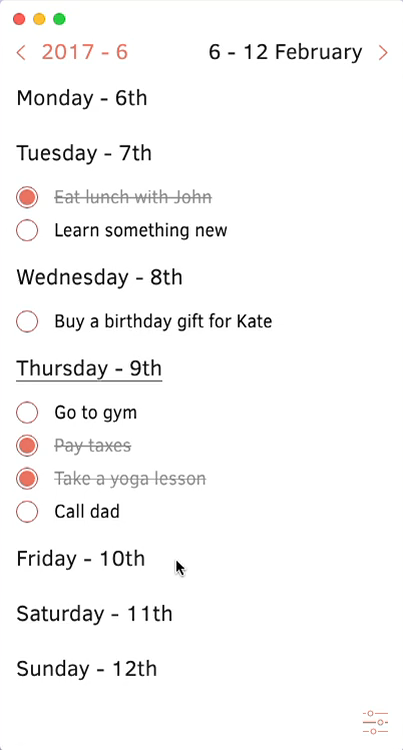 2017 - 6 6 - 12 February
Monday - 6th
Tuesday - 7th
Eat lunch with John
Learn something new
Wednesday - 8th
Buy a birthday gift for Kate
Thursday - 9th
Go to gym
Pay taxes
Take a yoga lesson
Call dad
Friday - 10th
Saturday - 11th
Sunday - 12th